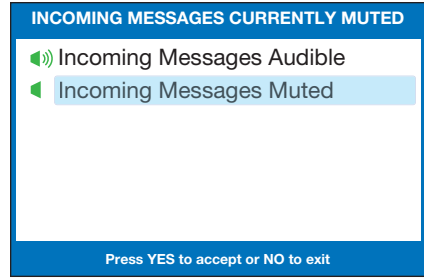 INCOMING MESSAGES CURRENTLY MUTED
Incoming Messages Audible
Incoming Messages Muted
Press YES to accept or NO to exit